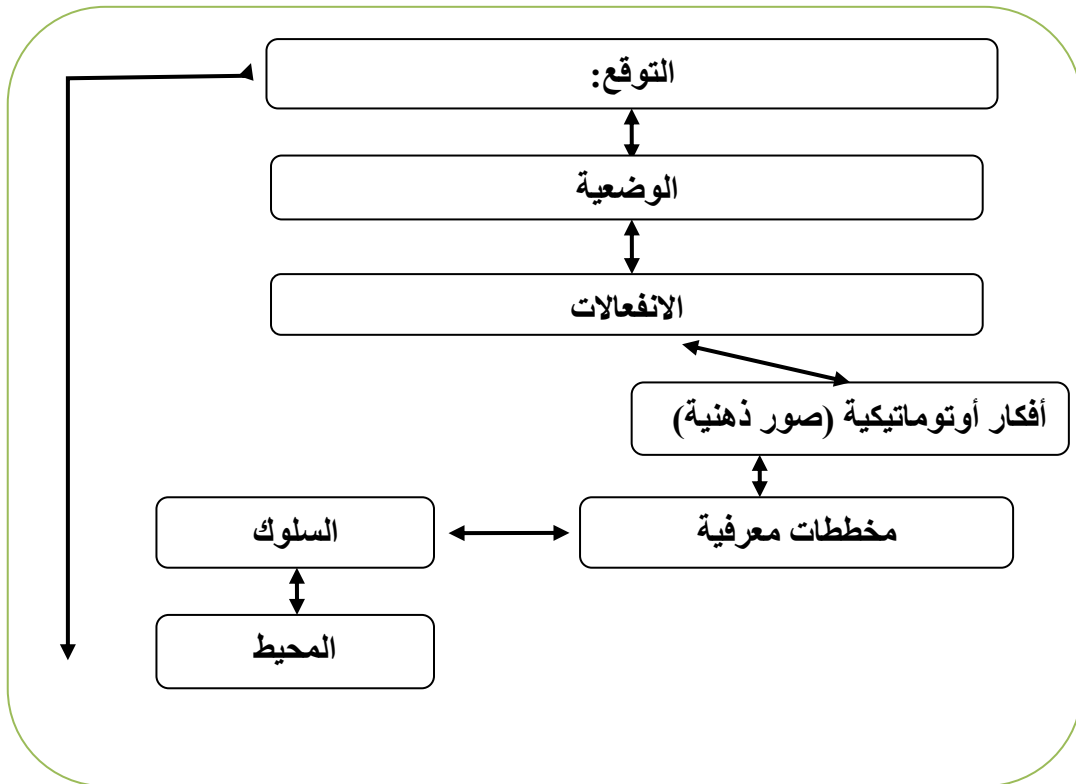 التوقع:
الوضعية
الانفعالات
أفكار أوتوماتيكية (صور ذهنية)
مخططات معرفية
السلوك
المحيط